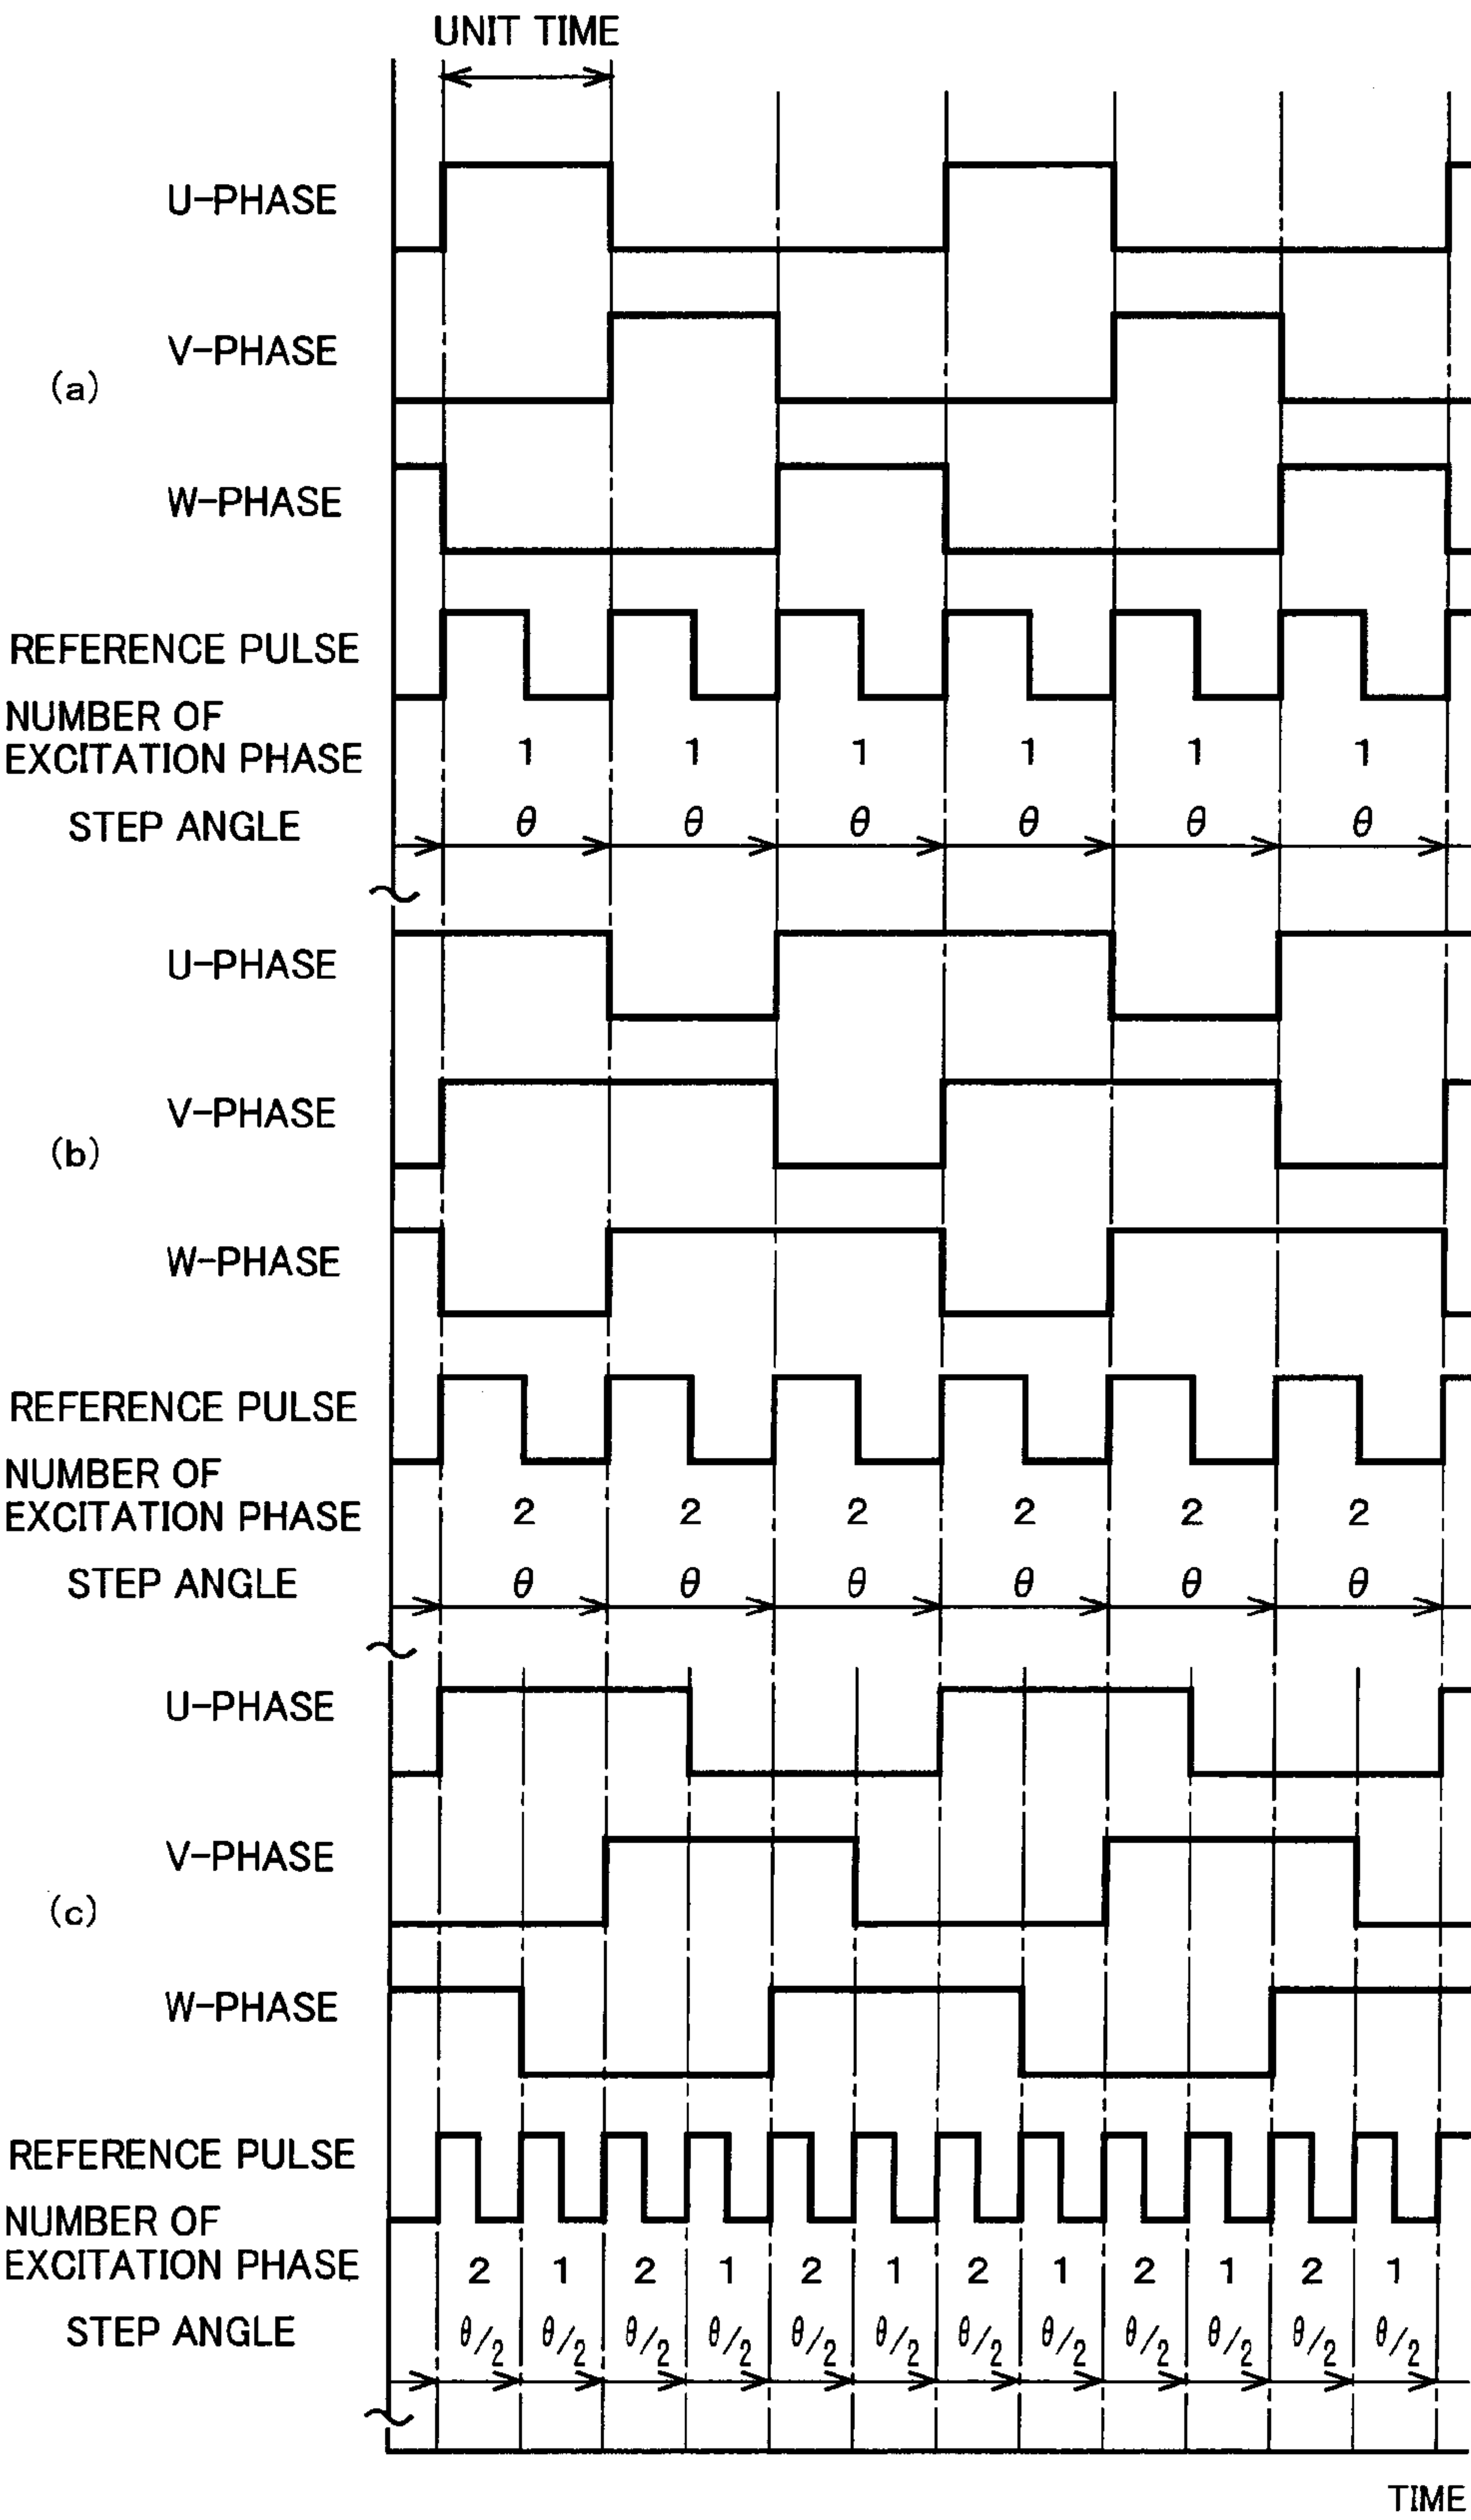 UNIT TIME
U-PHASE
V-PHASE
(a)
W-PHASE
REFERENCE PULSE
NUMBER OF
EXCITATION PHASE 1 1 1 1 1 1
STEP ANGLE θ θ θ θ θ θ
U-PHASE
V-PHASE
(b)
W-PHASE
REFERENCE PULSE
NUMBER OF
EXCITATION PHASE 2 2 2 2 2 2
STEP ANGLE θ θ θ θ θ θ
U-PHASE
V-PHASE
(c)
W-PHASE
REFERENCE PULSE
NUMBER OF
EXCITATION PHASE 2 1 2 1 2 1 2 1 2 1 2 1
STEP ANGLE θ/2 θ/2 θ/2 θ/2 θ/2 θ/2 θ/2 θ/2 θ/2 θ/2 θ/2 θ/2
TIME